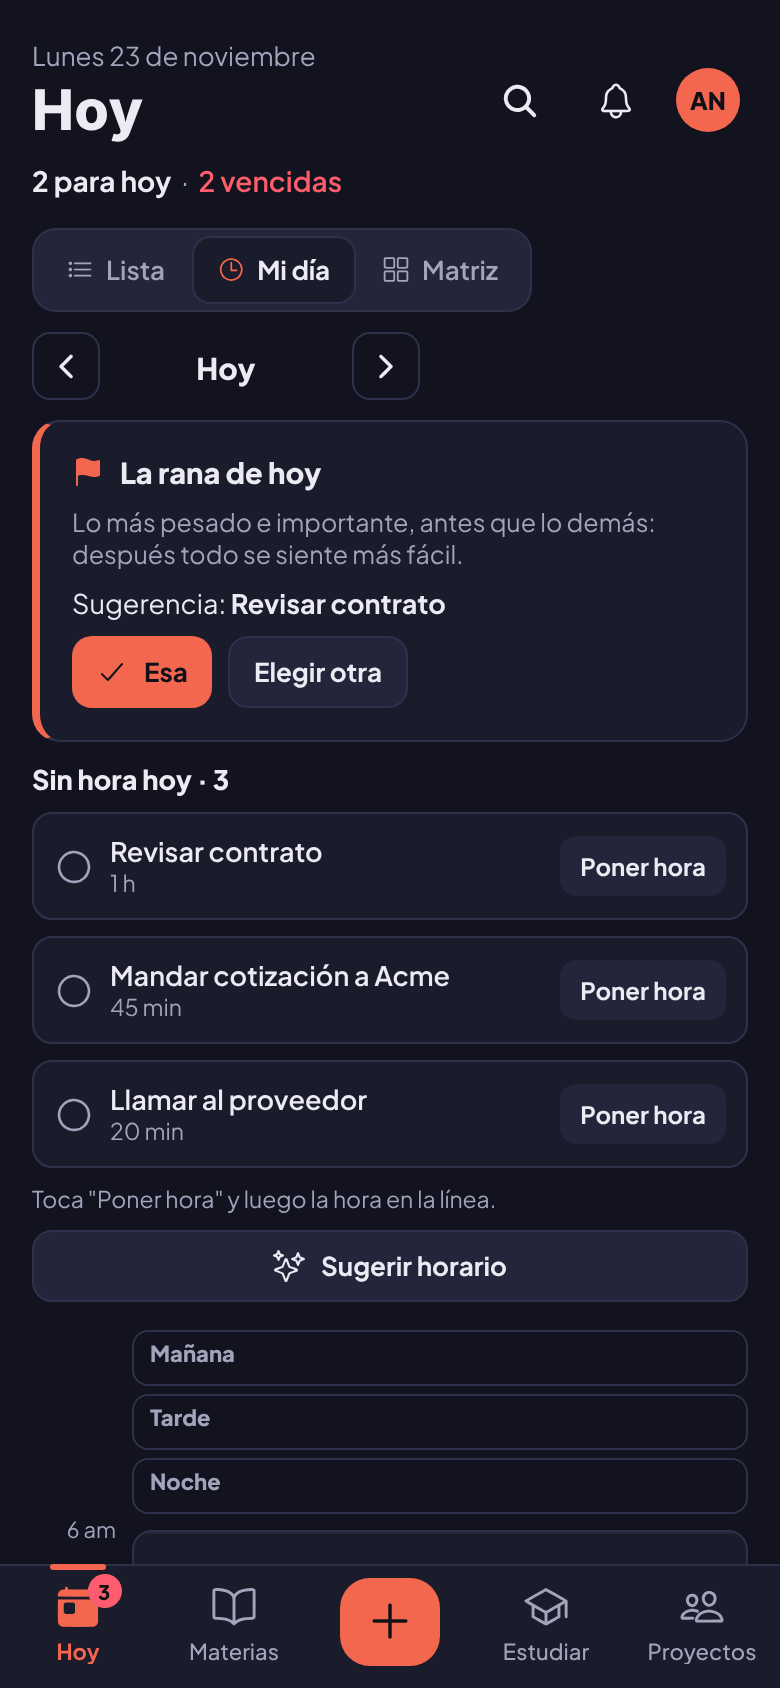 Lunes 23 de noviembre
Hoy
AN
2 para hoy · 2 vencidas
Lista Mi día Matriz
Hoy
La rana de hoy
Lo más pesado e importante, antes que lo demás:
después todo se siente más fácil.
Sugerencia: Revisar contrato
Esa Elegir otra
Sin hora hoy · 3
Revisar contrato
1 h
Poner hora
Mandar cotización a Acme
45 min
Poner hora
Llamar al proveedor
20 min
Poner hora
Toca "Poner hora" y luego la hora en la línea.
Sugerir horario
Mañana
Tarde
Noche
6 am
3
Hoy Materias Estudiar Proyectos